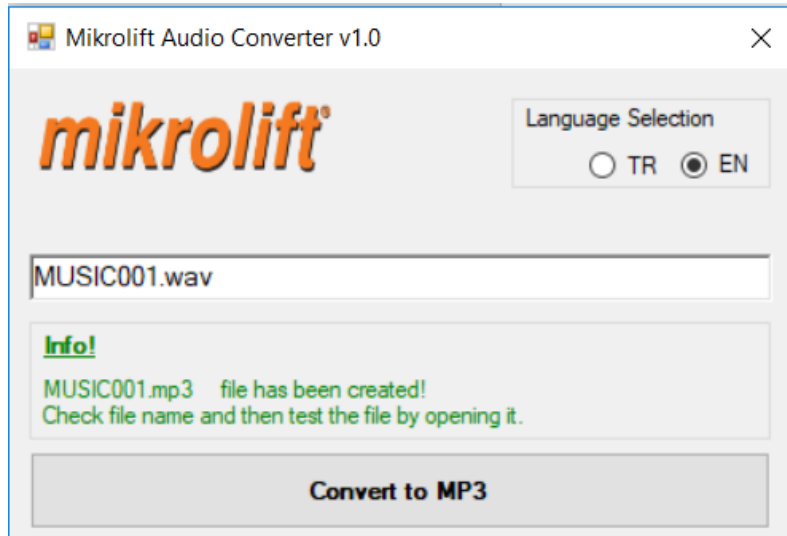 Mikrolift Audio Converter v1.0
mikrolift®
Language Selection
TR EN
MUSIC001.wav
Info!
MUSIC001.mp3 file has been created!
Check file name and then test the file by opening it.
Convert to MP3